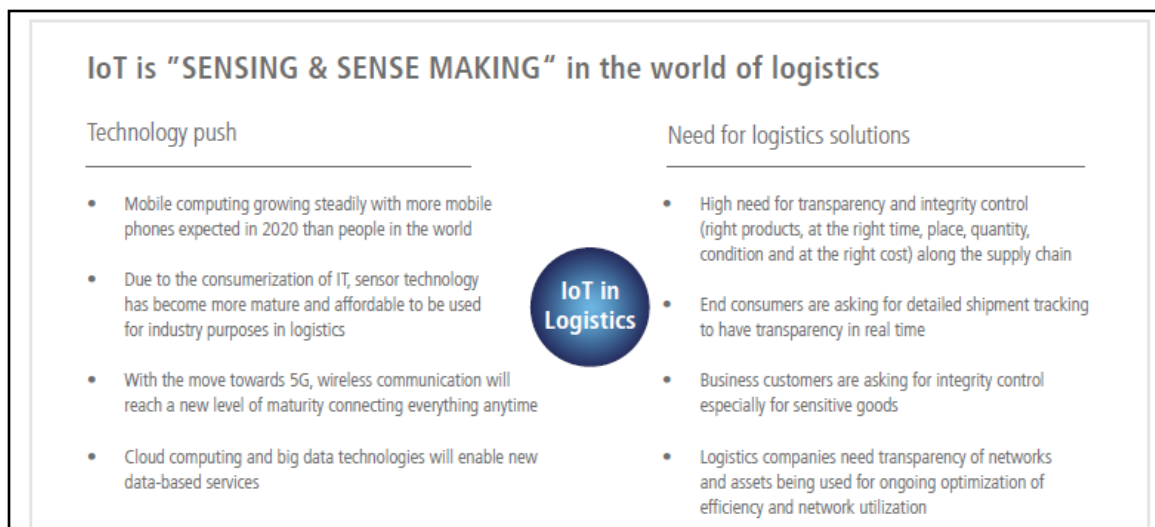 IoT is ”SENSING & SENSE MAKING“ in the world of logistics
Technology push
• Mobile computing growing steadily with more mobile
phones expected in 2020 than people in the world
• Due to the consumerization of IT, sensor technology
has become more mature and affordable to be used
for industry purposes in logistics
• With the move towards 5G, wireless communication will
reach a new level of maturity connecting everything anytime
• Cloud computing and big data technologies will enable new
data-based services
IoT in
Logistics
Need for logistics solutions
• High need for transparency and integrity control
(right products, at the right time, place, quantity,
condition and at the right cost) along the supply chain
• End consumers are asking for detailed shipment tracking
to have transparency in real time
• Business customers are asking for integrity control
especially for sensitive goods
• Logistics companies need transparency of networks
and assets being used for ongoing optimization of
efficiency and network utilization